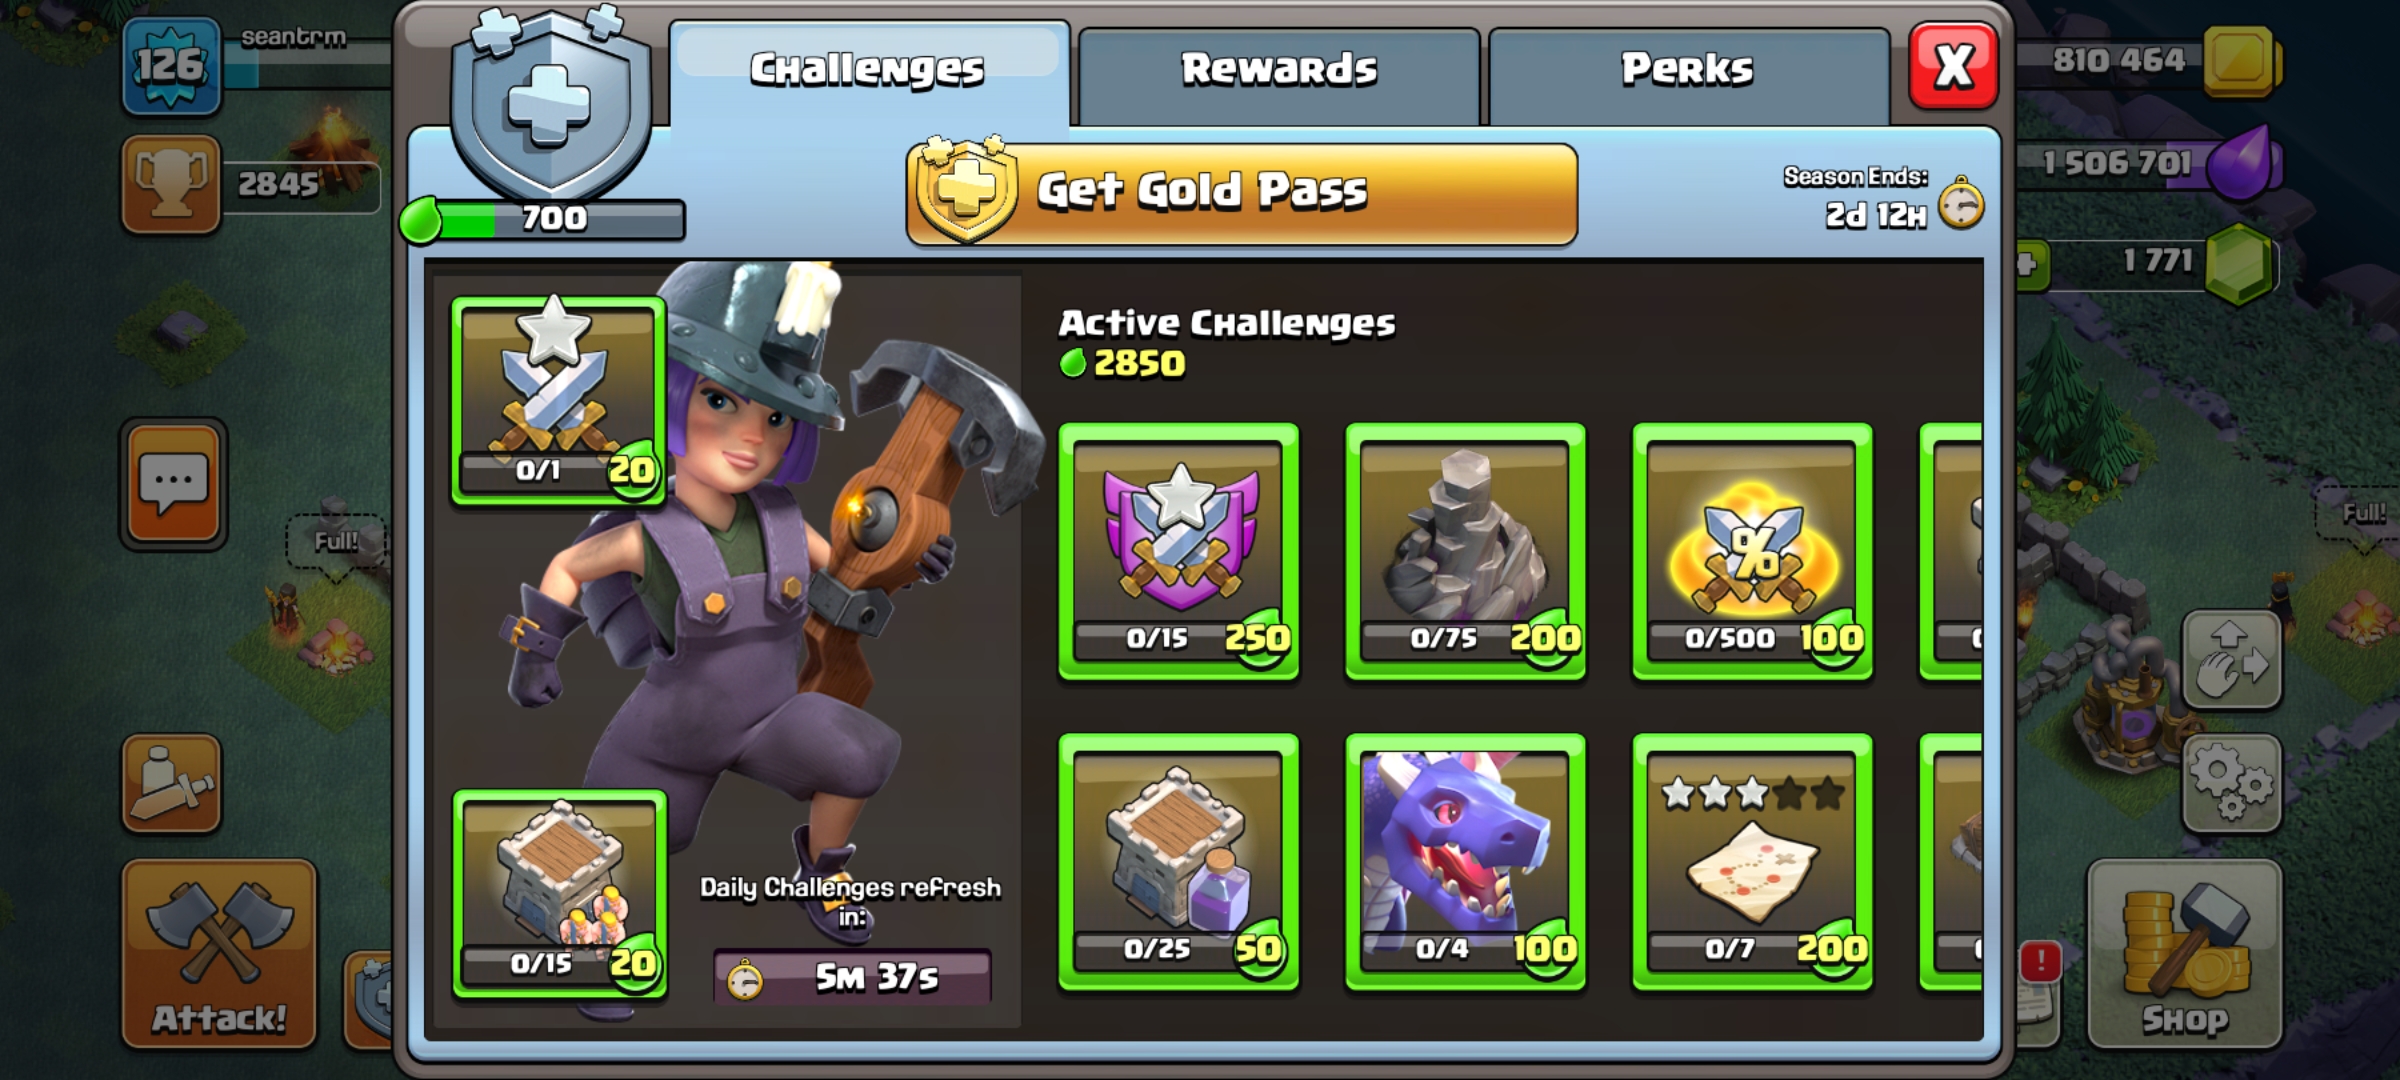 126
seantrm
2845
Challenges
Rewards
Perks
X
810 464
1 506 701
1 771
700
Get Gold Pass
Season Ends:
2d 12H
0/1
20
Active Challenges
2850
0/15
250
0/75
200
0/500
100
Full!
Full!
0/15
20
Daily Challenges refresh
in:
5M 37s
0/25
50
0/4
100
0/7
200
Attack!
!
Shop